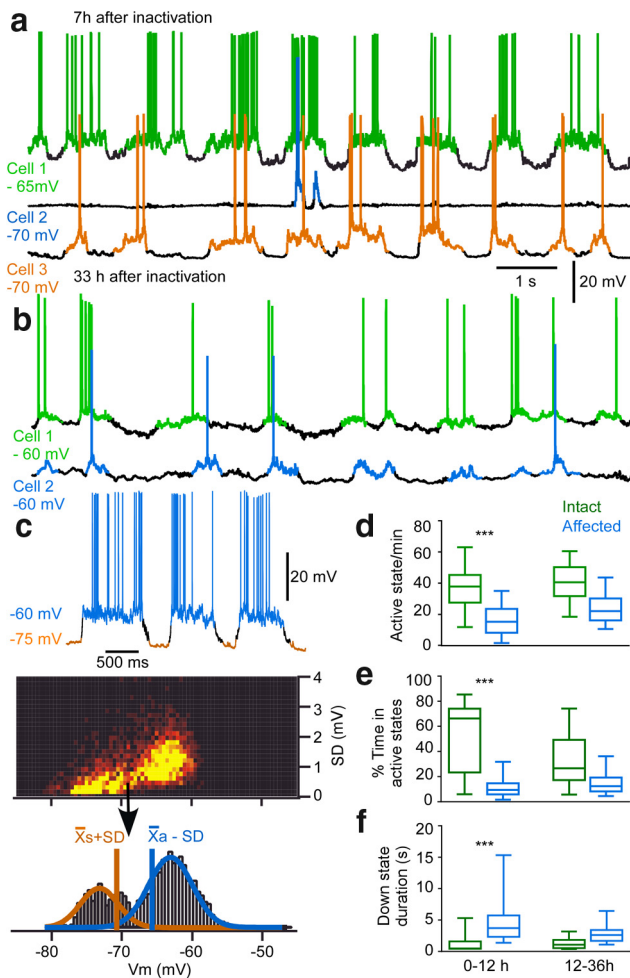 a
7h after inactivation
Cell 1
- 65mV
Cell 2
-70 mV
Cell 3
-70 mV
33 h after inactivation
1 s
20 mV
b
Cell 1
- 60 mV
Cell 2
-60 mV
c
20 mV
-60 mV
-75 mV
500 ms
4
3
2
1
0
SD (mV)
-80
-70
-60
-50
X̄s+SD
X̄a - SD
-80
-70
-60
-50
Vm (mV)
d
Intact
Affected
***
80
60
40
20
0
Active state/min
e
***
100
80
60
40
20
0
% Time in
active states
f
***
20
15
10
5
0
Down state
duration (s)
0-12 h
12-36h